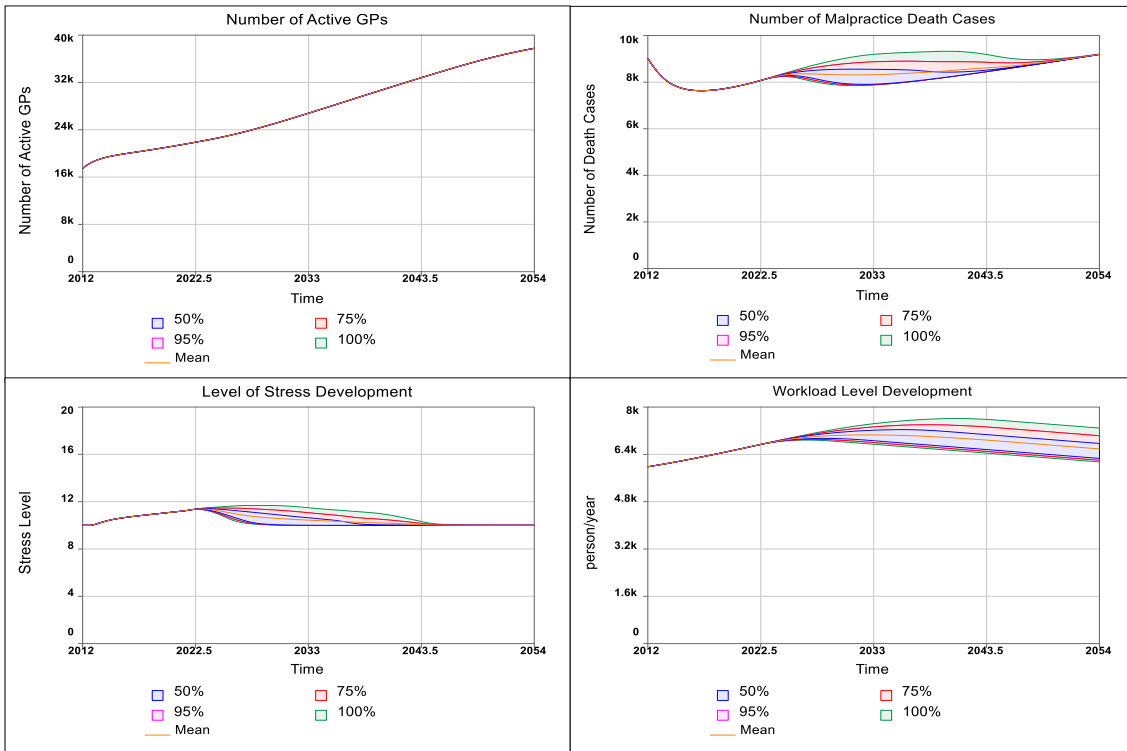 Number of Active GPs
Number of Active GPs
40k
32k
24k
16k
8k
0
2012
2022.5
2033
2043.5
2054
Time
50%
75%
95%
100%
Mean
Number of Malpractice Death Cases
Number of Death Cases
10k
8k
6k
4k
2k
0
2012
2022.5
2033
2043.5
2054
Time
50%
75%
95%
100%
Mean
Level of Stress Development
Stress Level
20
16
12
8
4
0
2012
2022.5
2033
2043.5
2054
Time
50%
75%
95%
100%
Mean
Workload Level Development
person/year
8k
6.4k
4.8k
3.2k
1.6k
0
2012
2022.5
2033
2043.5
2054
Time
50%
75%
95%
100%
Mean